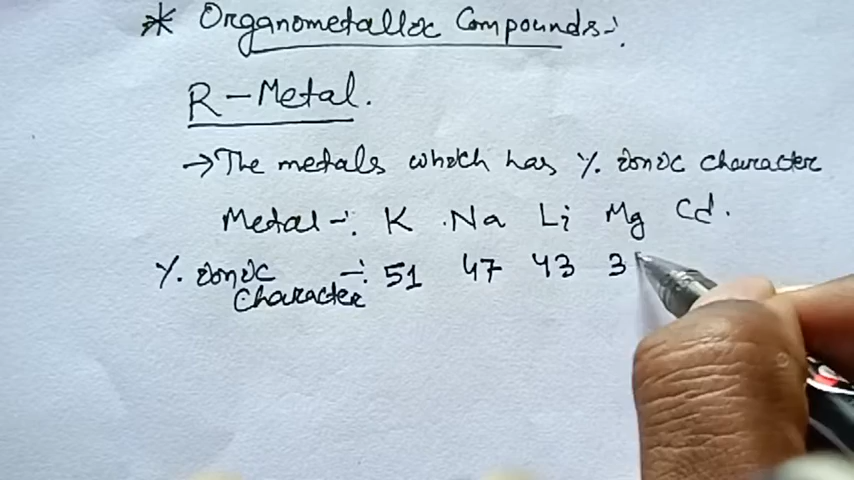 * Organometallic Compounds:-
R-Metal.
→ The metals which has % ionic character
Metal -: K Na Li Mg Cd.
% ionic character -: 51 47 43 3